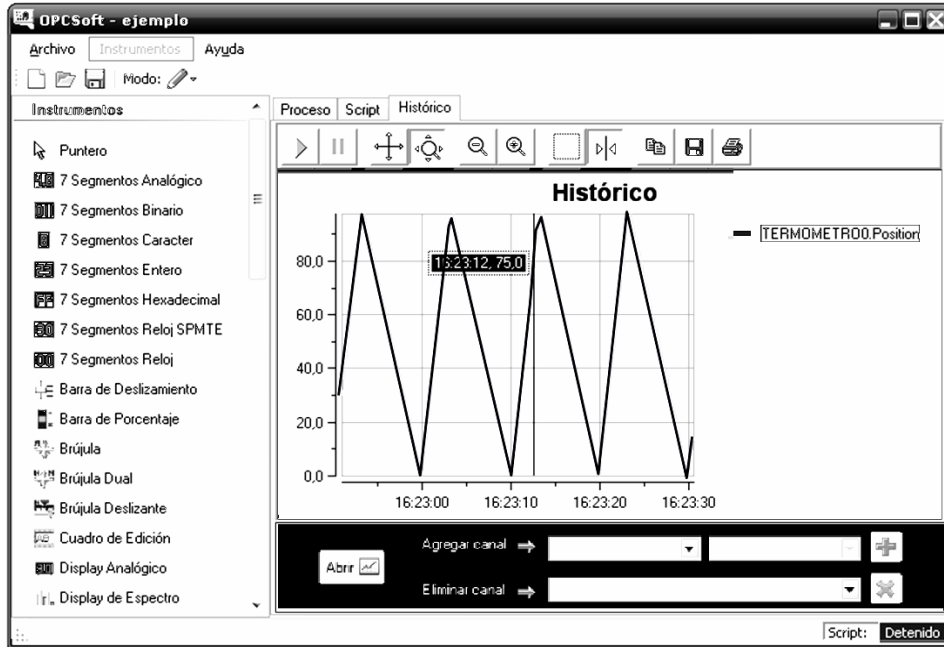 OPCSoft - ejemplo
Archivo Instrumentos Ayuda
Modo:
Instrumentos
Puntero
7 Segmentos Analógico
7 Segmentos Binario
7 Segmentos Caracter
7 Segmentos Entero
7 Segmentos Hexadecimal
7 Segmentos Reloj SPMTE
7 Segmentos Reloj
Barra de Deslizamiento
Barra de Porcentaje
Brújula
Brújula Dual
Brújula Deslizante
Cuadro de Edición
Display Analógico
Display de Espectro
Proceso Script Histórico
Histórico
TERMOMETRO0.Position
16:23:12, 75,0
80,0
60,0
40,0
20,0
0,0
16:23:00 16:23:10 16:23:20 16:23:30
Abrir
Agregar canal
Eliminar canal
Script: Detenido